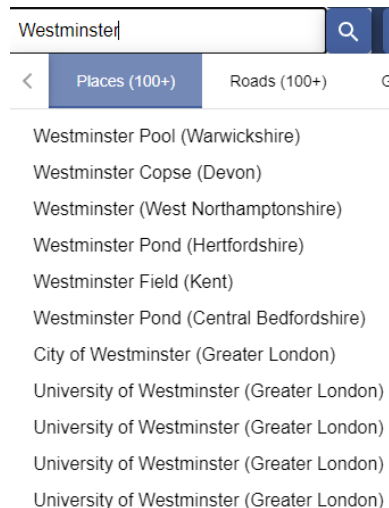 Westminster
Places (100+) Roads (100+)
Westminster Pool (Warwickshire)
Westminster Copse (Devon)
Westminster (West Northamptonshire)
Westminster Pond (Hertfordshire)
Westminster Field (Kent)
Westminster Pond (Central Bedfordshire)
City of Westminster (Greater London)
University of Westminster (Greater London)
University of Westminster (Greater London)
University of Westminster (Greater London)
University of Westminster (Greater London)